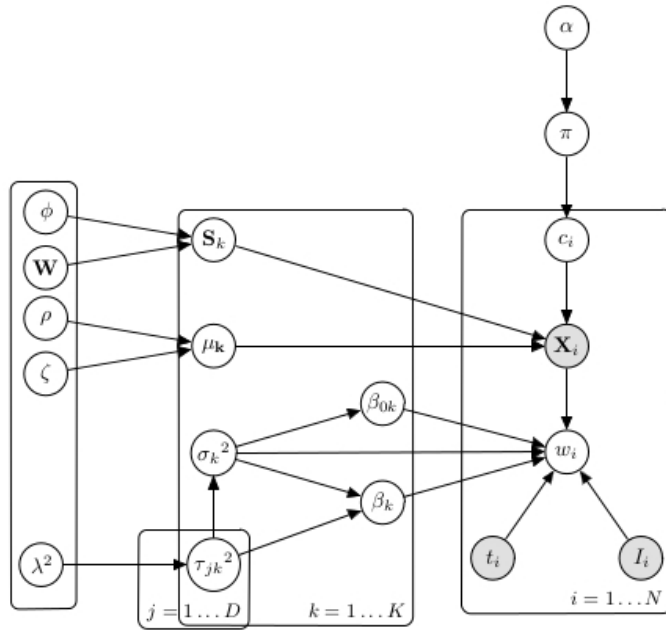 α
π
φ
W
ρ
ζ
λ²
S_k
μ_k
σ_k²
τ_jk²
β_0k
β_k
c_i
X_i
w_i
t_i
I_i
j = 1 … D
k = 1 … K
i = 1 … N